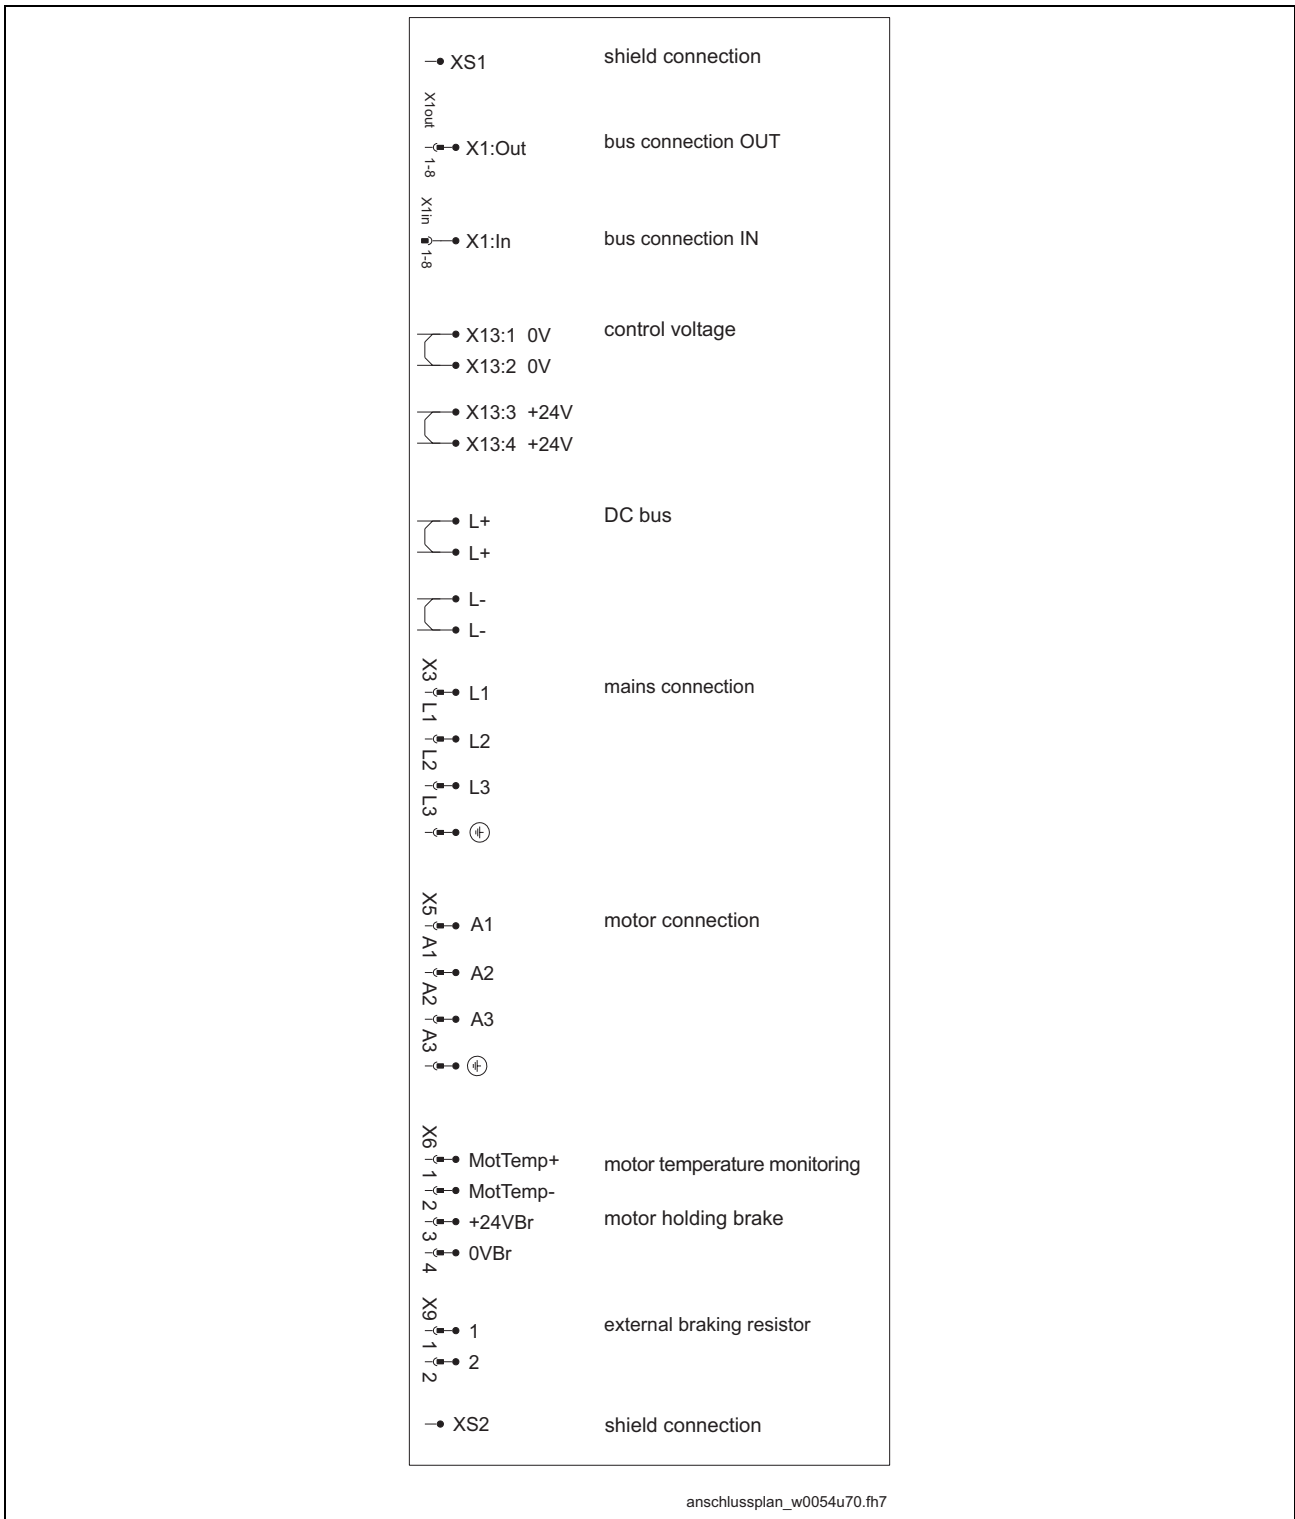 XS1 shield connection
X1out
1-8
X1:Out bus connection OUT
X1in
1-8
X1:In bus connection IN
X13:1 0V control voltage
X13:2 0V
X13:3 +24V
X13:4 +24V
L+ DC bus
L+
L-
L-
X3
L1 L1 mains connection
L2 L2
L3 L3
X5
A1 A1 motor connection
A2 A2
A3 A3
X6
1 MotTemp+ motor temperature monitoring
2 MotTemp-
3 +24VBr motor holding brake
4 0VBr
X9
1 1 external braking resistor
2 2
XS2 shield connection
anschlussplan_w0054u70.fh7